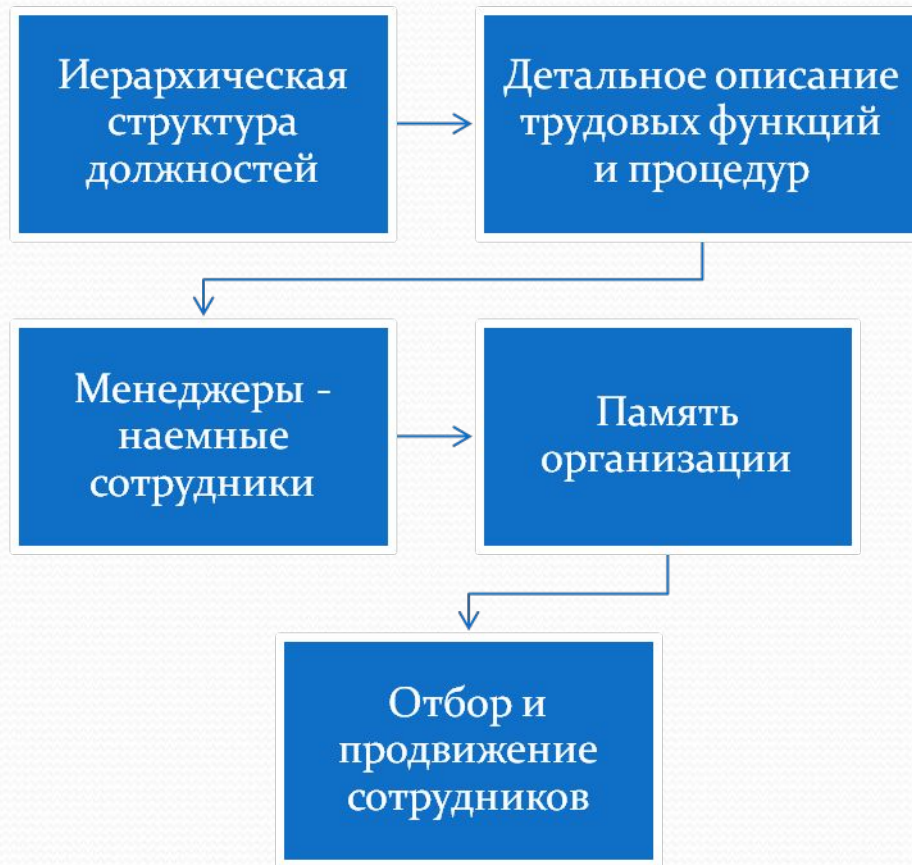 Иерархическая
структура
должностей
Детальное описание
трудовых функций
и процедур
Менеджеры -
наемные
сотрудники
Память
организации
Отбор и
продвижение
сотрудников